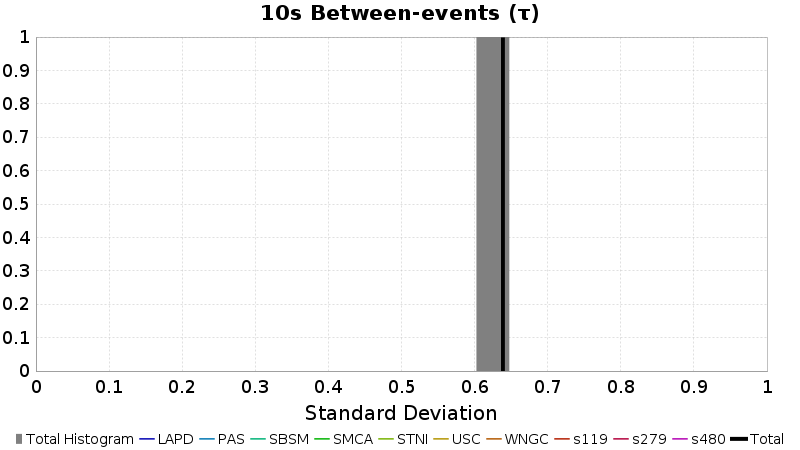 10s Between-events (τ)
1
0.9
0.8
0.7
0.6
0.5
0.4
0.3
0.2
0.1
0
0 0.1 0.2 0.3 0.4 0.5 0.6 0.7 0.8 0.9 1
Standard Deviation
Total Histogram LAPD PAS SBSM SMCA STNI USC WNGC s119 s279 s480 Total